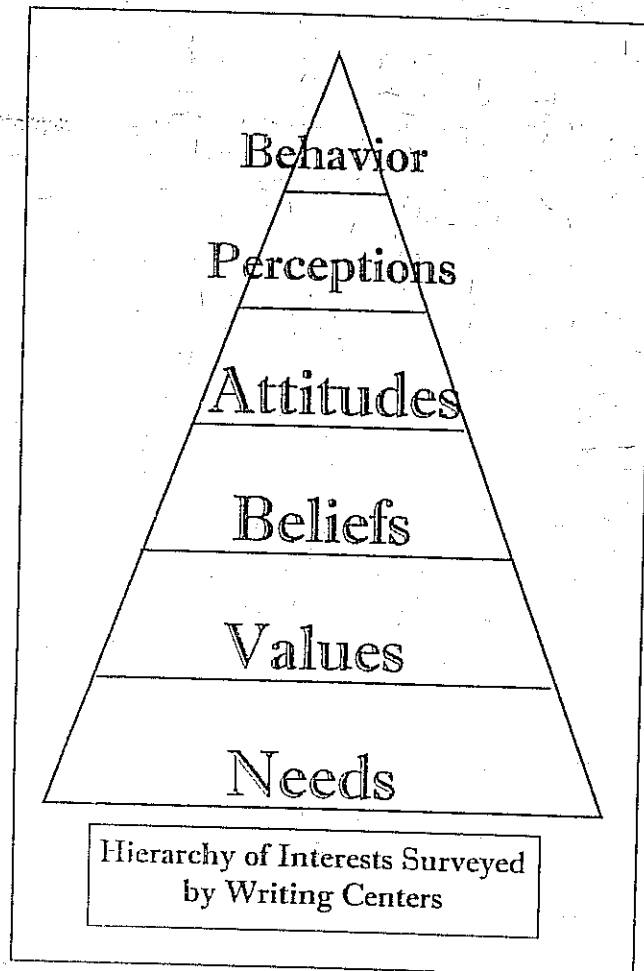 Behavior
Perceptions
Attitudes
Beliefs
Values
Needs
Hierarchy of Interests Surveyed
by Writing Centers